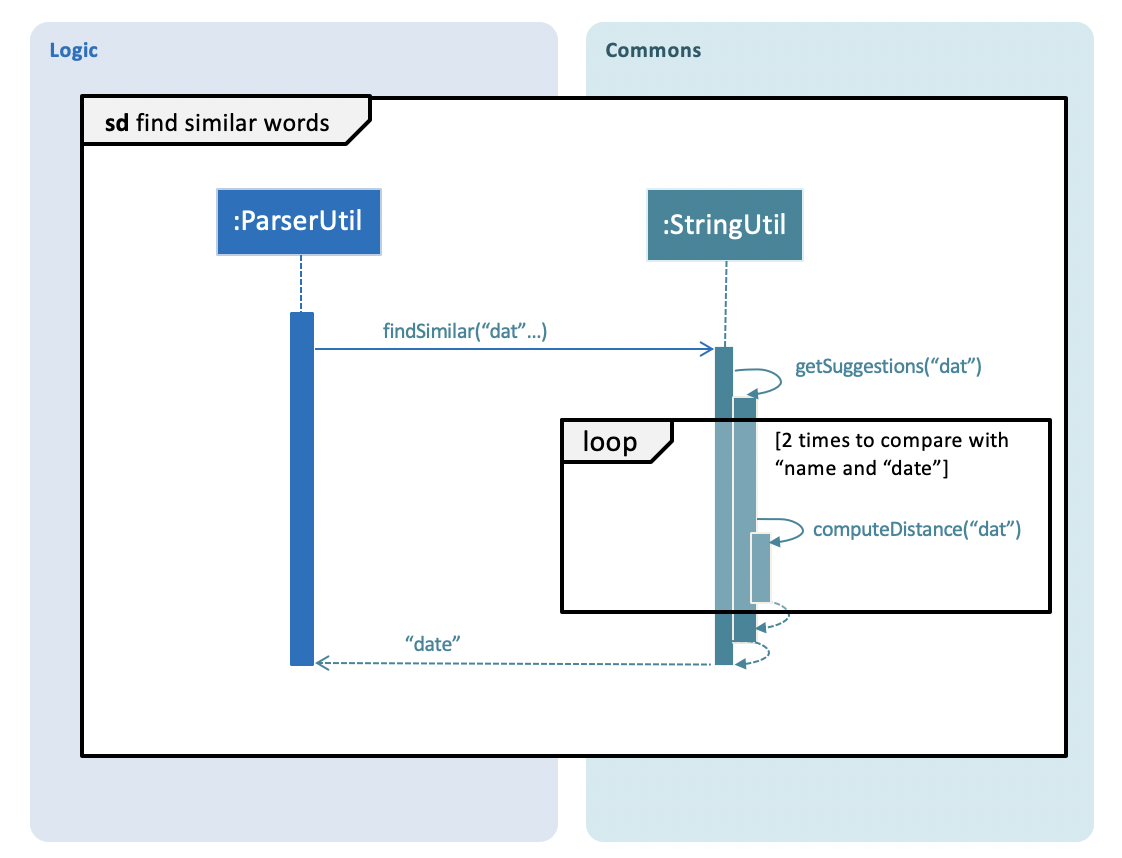 Logic
Commons
sd find similar words
:ParserUtil
:StringUtil
findSimilar(“dat”...)
getSuggestions(“dat”)
loop
[2 times to compare with
“name and “date”]
computeDistance(“dat”)
“date”